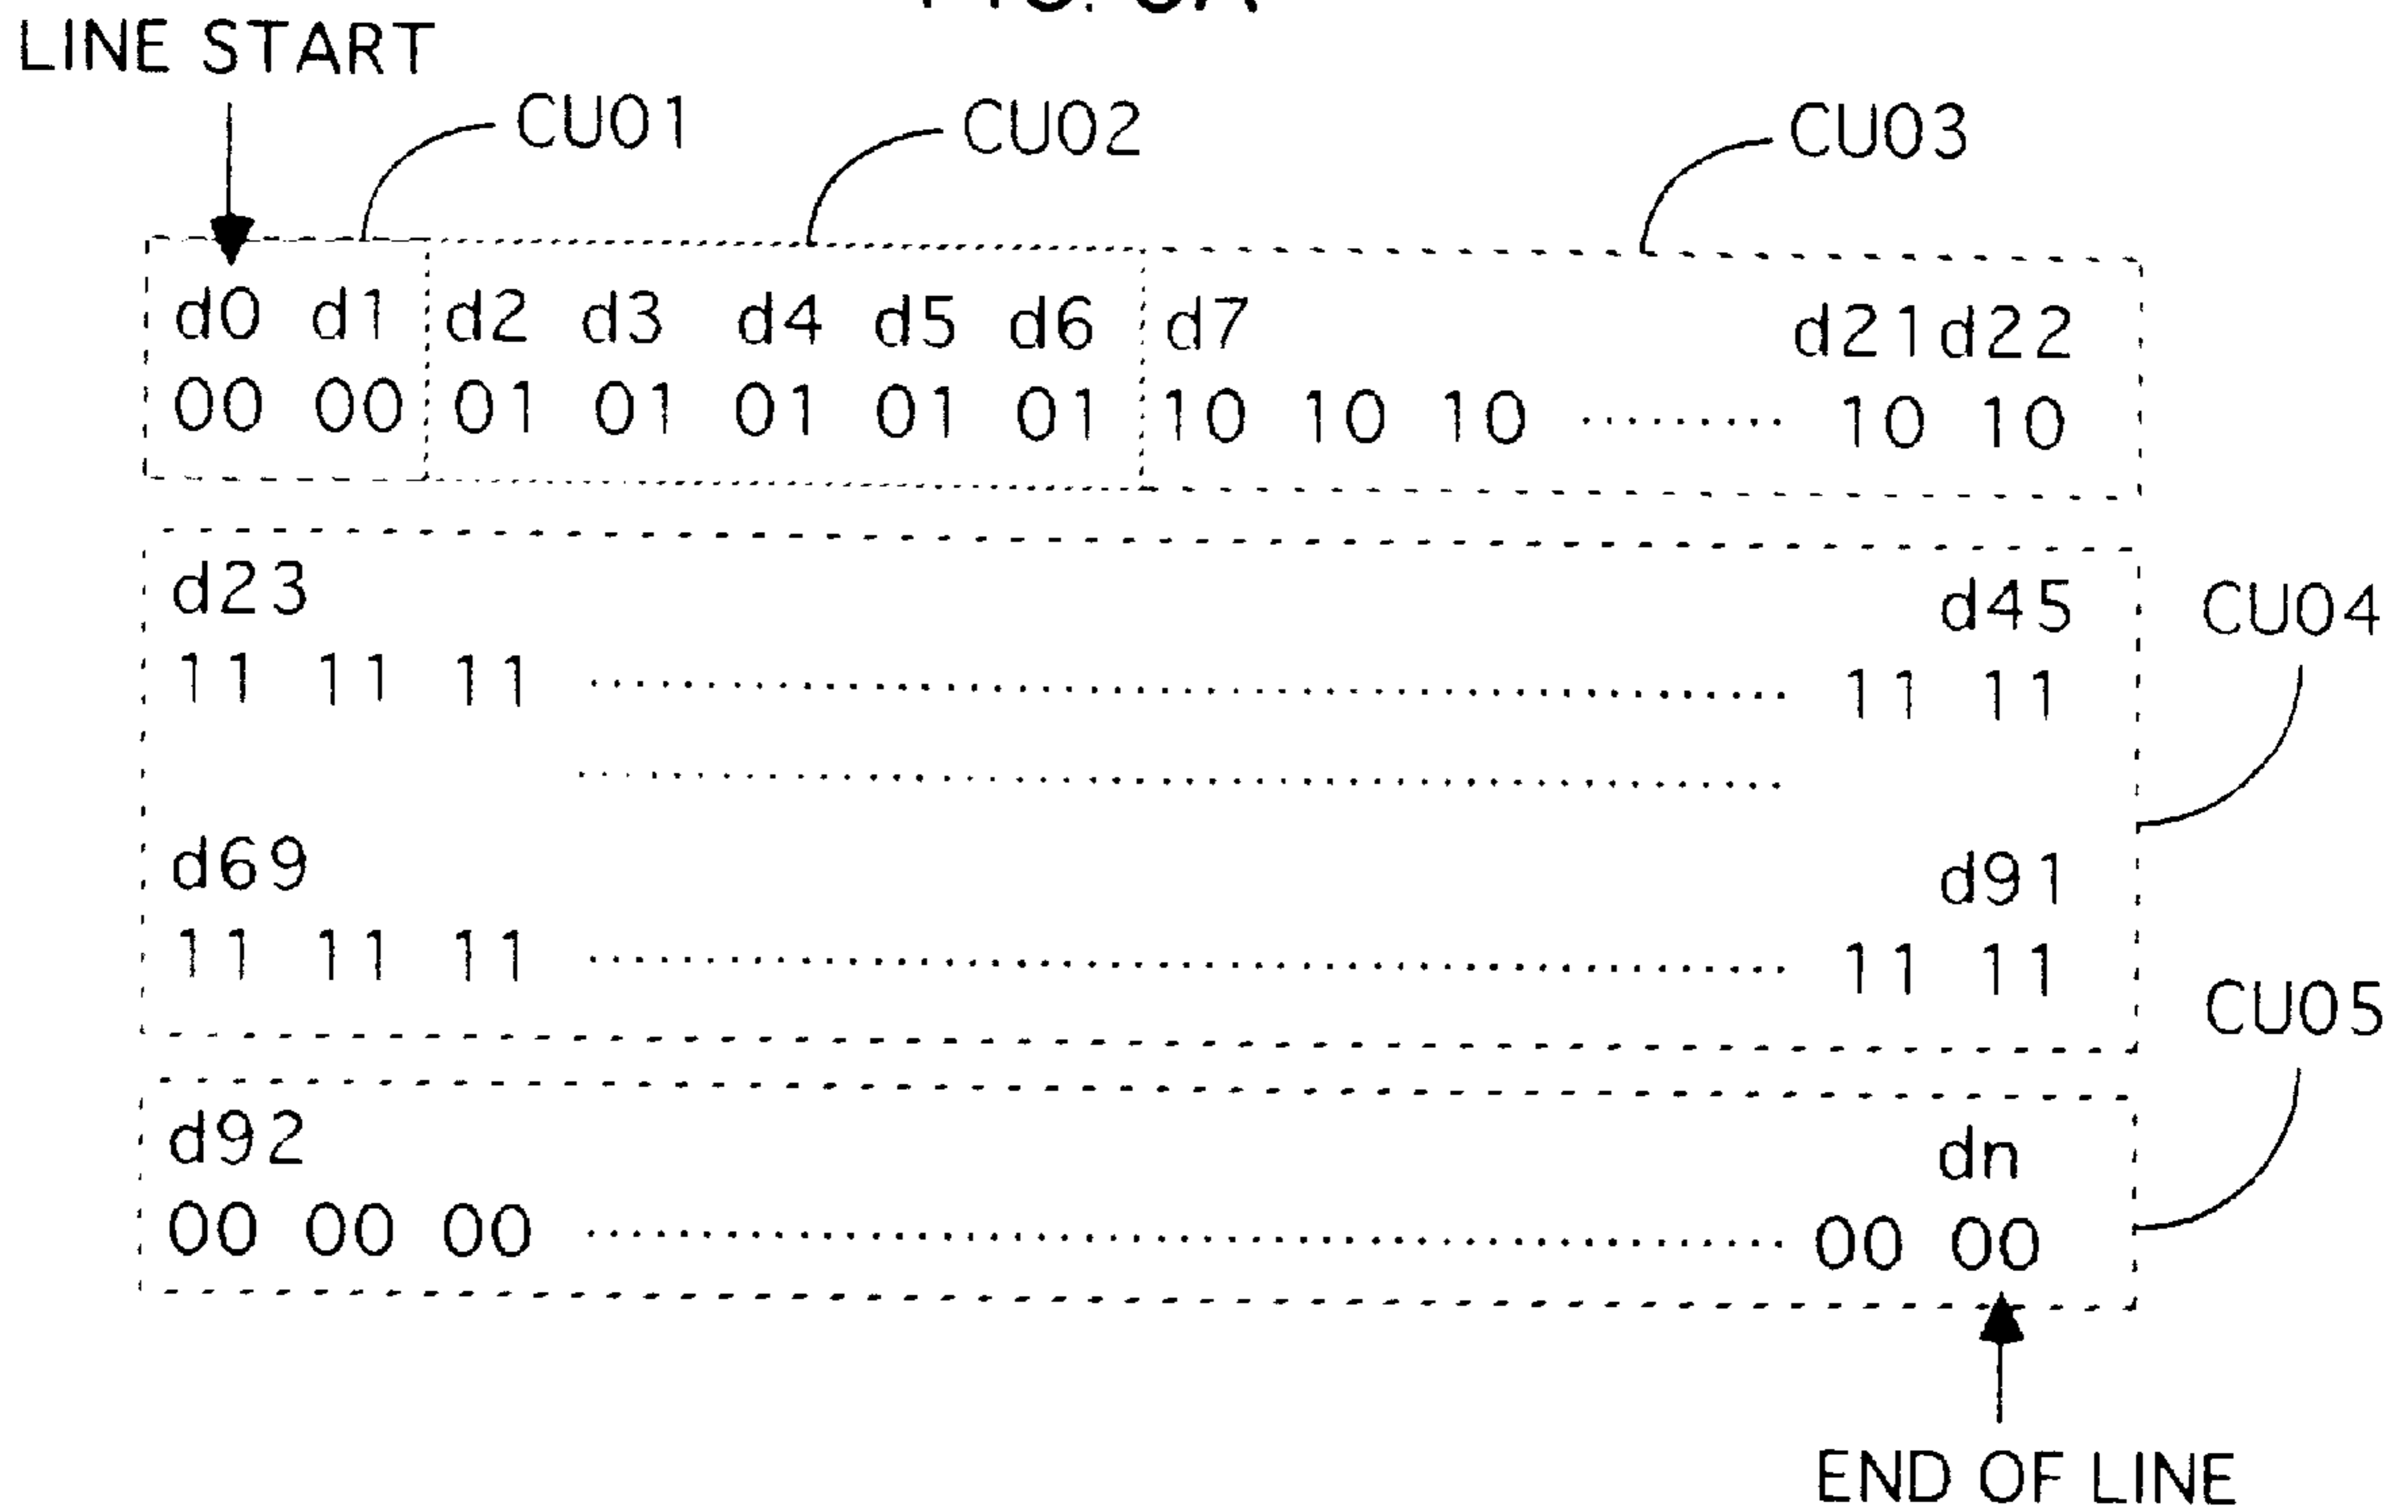 LINE START
CU01 CU02 CU03
d0 d1 d2 d3 d4 d5 d6 d7 d21 d22
00 00 01 01 01 01 01 10 10 10 ......... 10 10
d23 d45 CU04
11 11 11 ......... 11 11
.........
d69 d91
11 11 11 ......... 11 11
CU05
d92 dn
00 00 00 ......... 00 00
END OF LINE